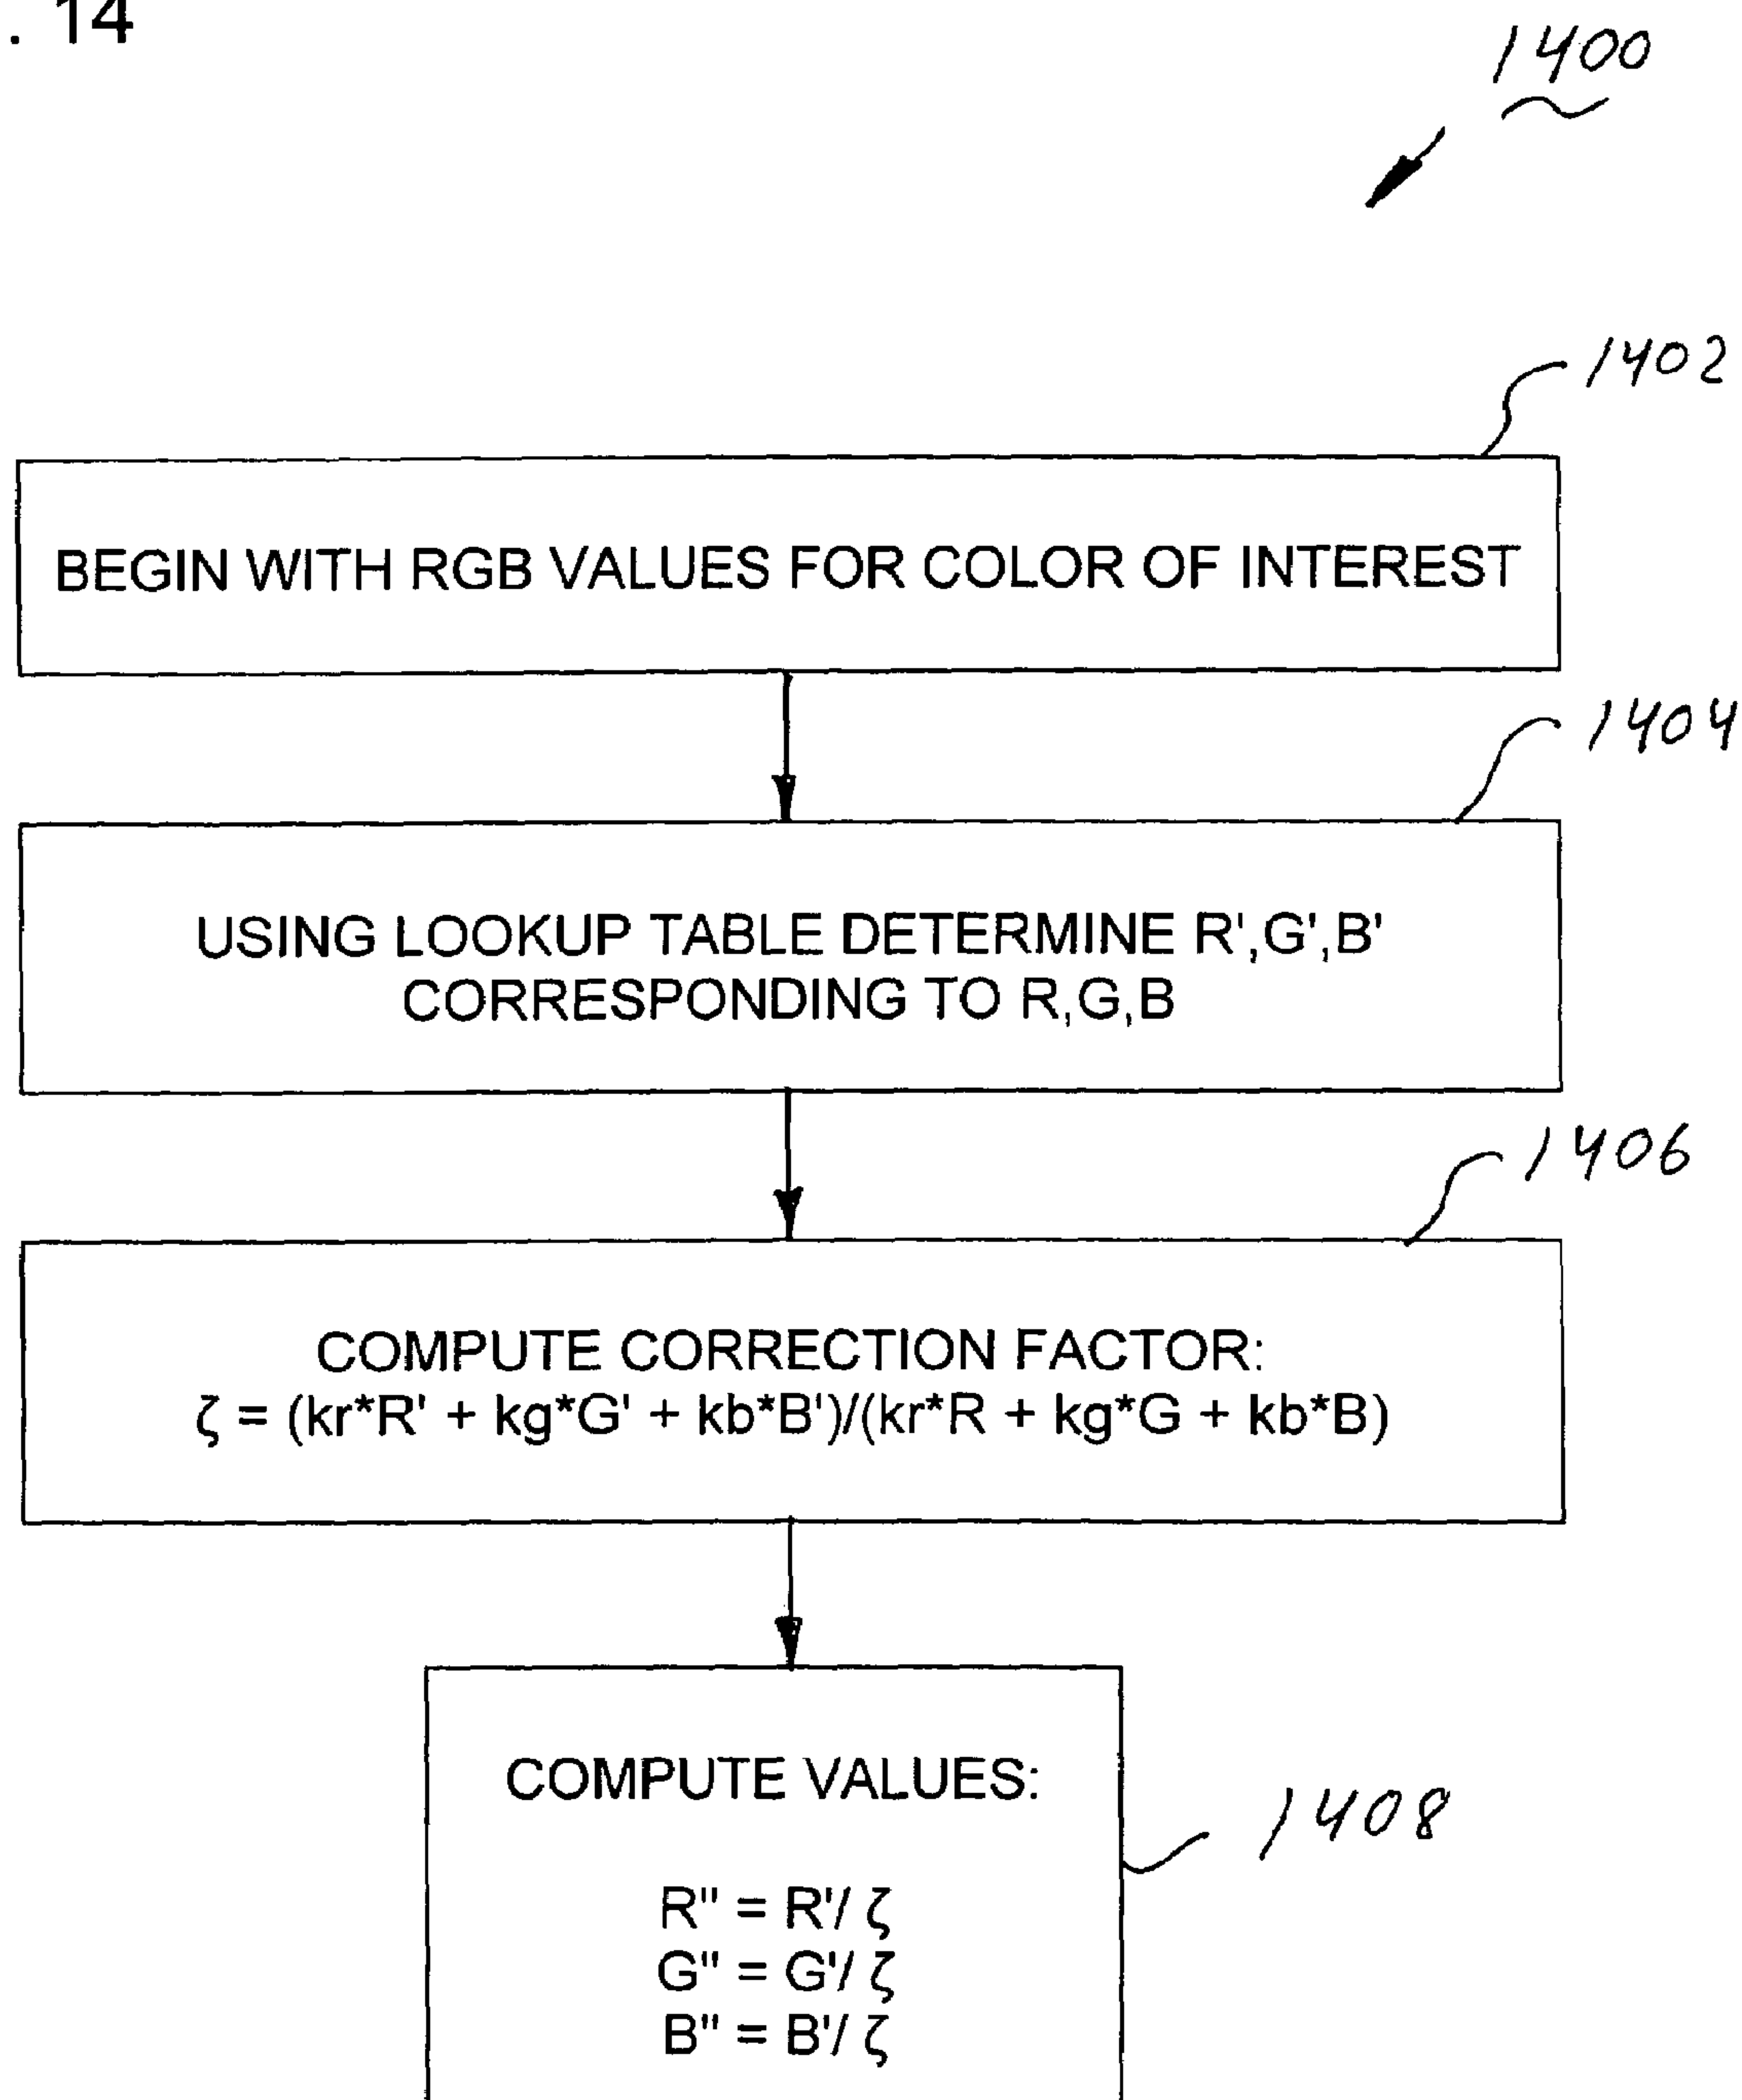 . 14
1400
1402
BEGIN WITH RGB VALUES FOR COLOR OF INTEREST
1404
USING LOOKUP TABLE DETERMINE R',G',B'
CORRESPONDING TO R,G,B
1406
COMPUTE CORRECTION FACTOR:
ζ = (kr*R' + kg*G' + kb*B')/(kr*R + kg*G + kb*B)
COMPUTE VALUES:
1408
R" = R'/ ζ
G" = G'/ ζ
B" = B'/ ζ